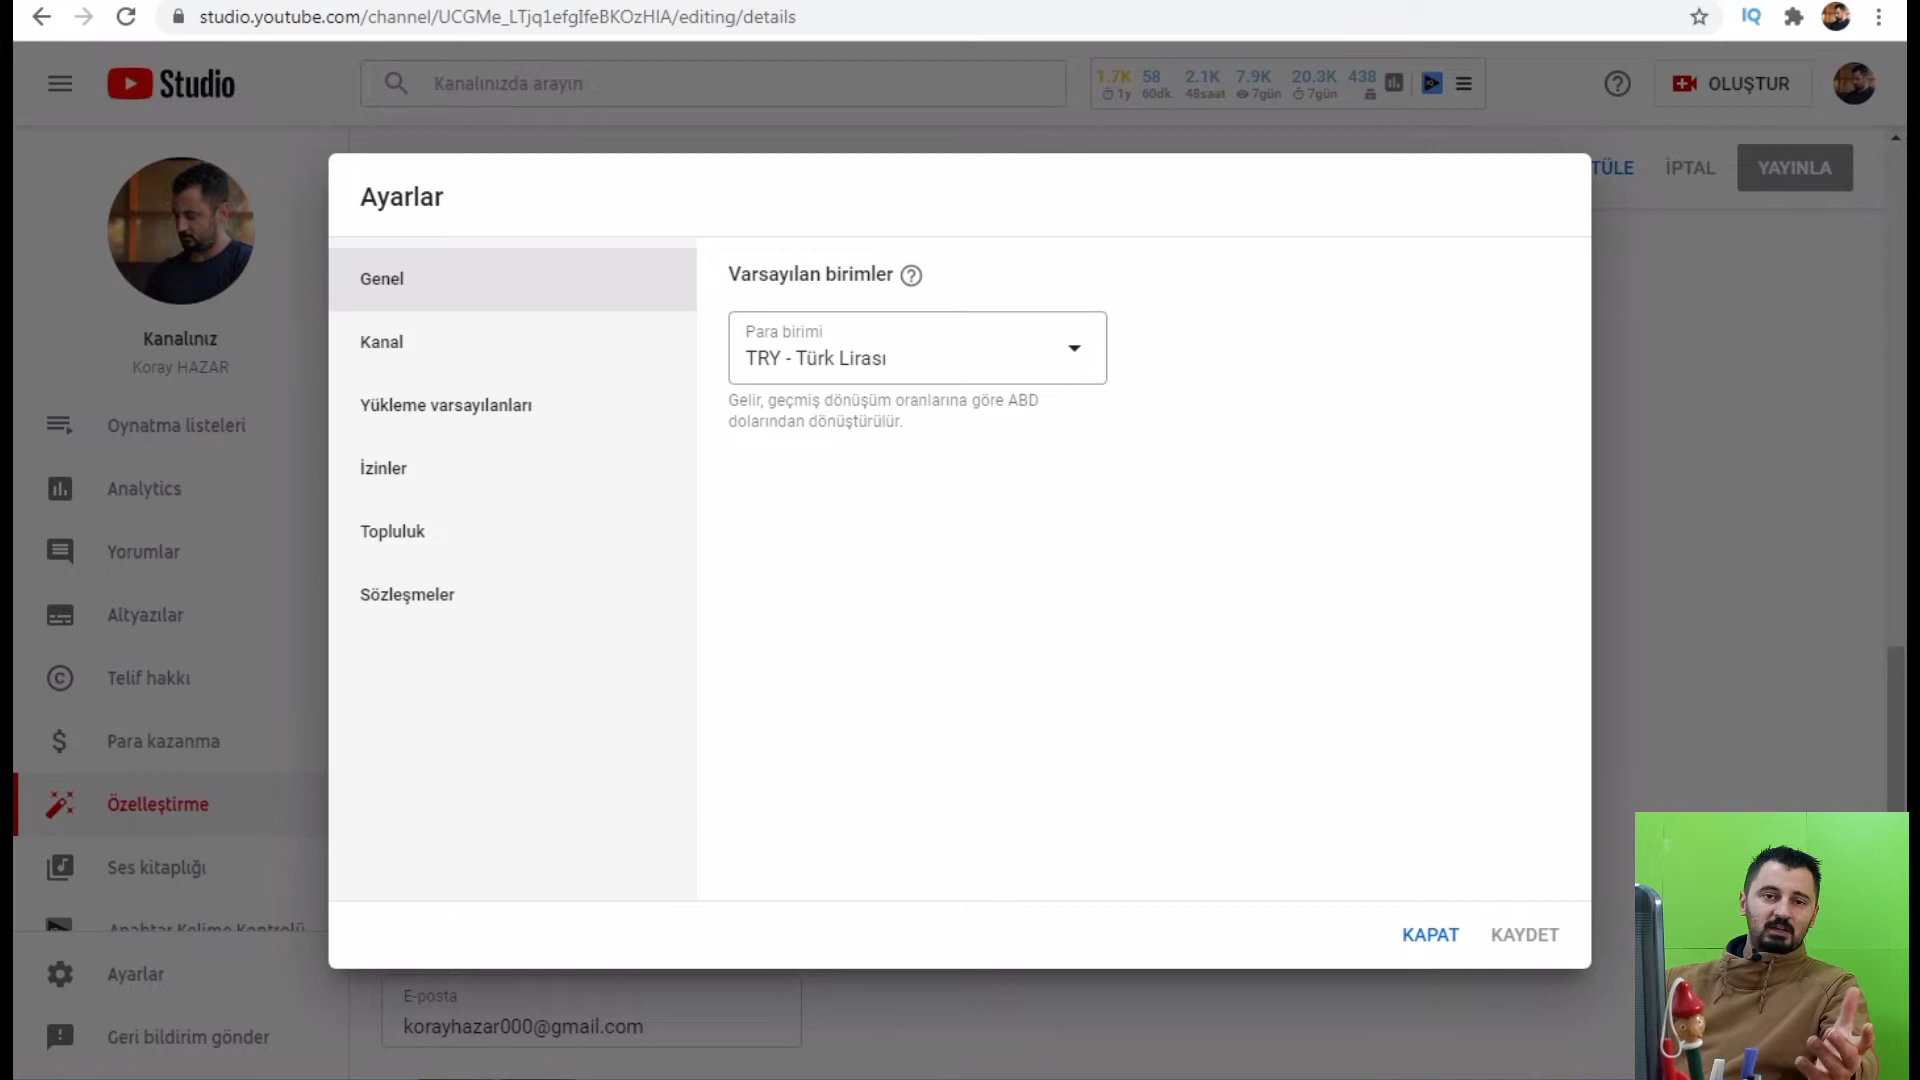 studio.youtube.com/channel/UCGMe_LTjq1efgIfeBKOzHIA/editing/details
IQ
Studio
Kanalınızda arayın
1.7K 58 2.1K 7.9K 20.3K 438
1y 60dk. 48saat 7gün 7gün
OLUŞTUR
TÜLE
İPTAL
YAYINLA
Ayarlar
Genel
Kanal
Yükleme varsayılanları
İzinler
Topluluk
Sözleşmeler
Varsayılan birimler
Para birimi
TRY - Türk Lirası
Gelir, geçmiş dönüşüm oranlarına göre ABD
dolarından dönüştürülür.
KAPAT
KAYDET
Kanalınız
Koray HAZAR
Oynatma listeleri
Analytics
Yorumlar
Altyazılar
Telif hakkı
Para kazanma
Özelleştirme
Ses kitaplığı
Anahtar Kelime Kontrolü
Ayarlar
Geri bildirim gönder
E-posta
korayhazar000@gmail.com